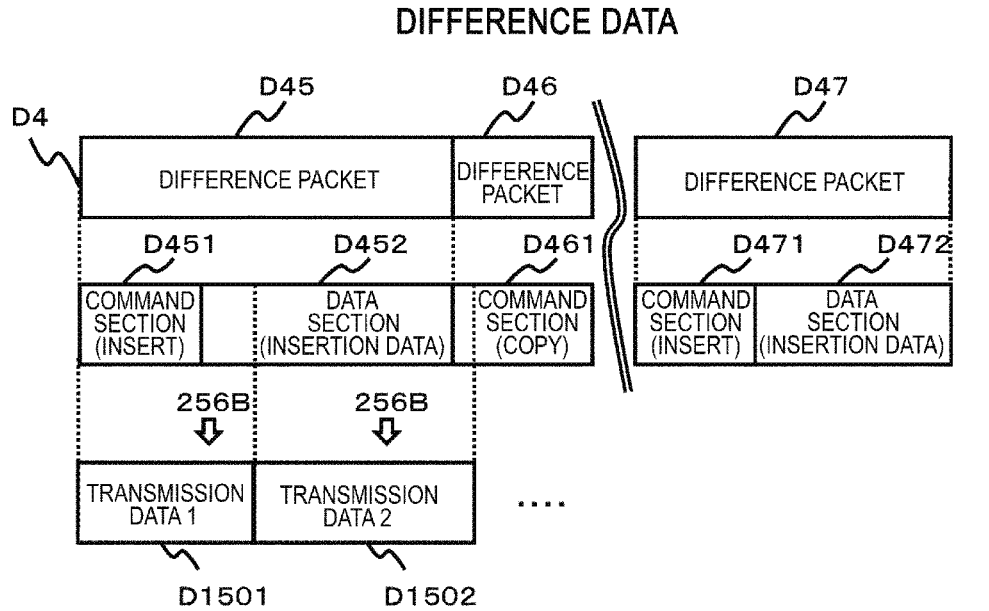 DIFFERENCE DATA
D4
D45
D46
D47
DIFFERENCE PACKET
DIFFERENCE
PACKET
DIFFERENCE PACKET
D451
D452
D461
D471
D472
COMMAND
SECTION
(INSERT)
DATA
SECTION
(INSERTION DATA)
COMMAND
SECTION
(COPY)
COMMAND
SECTION
(INSERT)
DATA
SECTION
(INSERTION DATA)
256B
256B
TRANSMISSION
DATA 1
TRANSMISSION
DATA 2
....
D1501
D1502